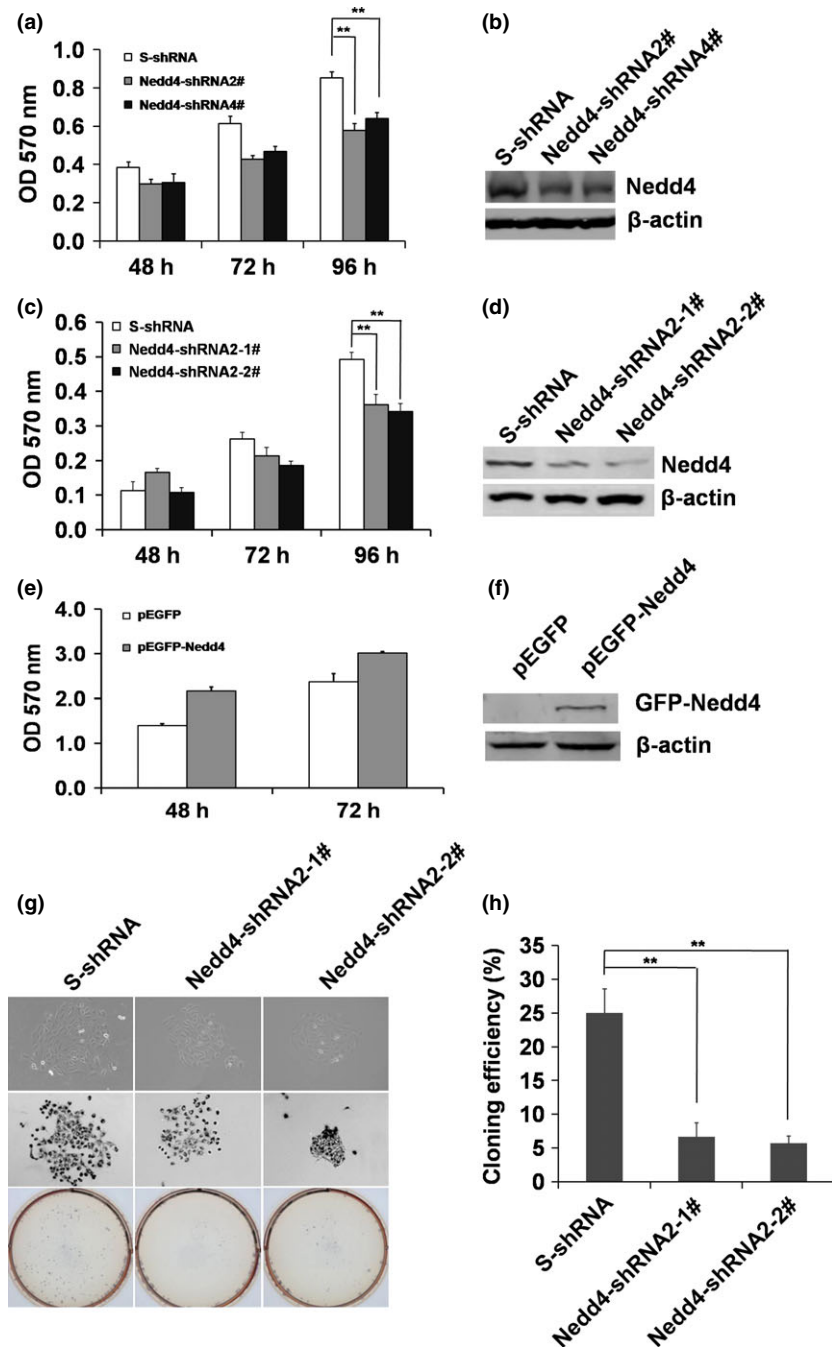 (a)
OD 570 nm
1.0
0.8
0.6
0.4
0.2
0.0
S-shRNA
Nedd4-shRNA2#
Nedd4-shRNA4#
**
**
48 h
72 h
96 h
(b)
S-shRNA
Nedd4-shRNA2#
Nedd4-shRNA4#
Nedd4
β-actin
(c)
OD 570 nm
0.6
0.5
0.4
0.3
0.2
0.1
0.0
S-shRNA
Nedd4-shRNA2-1#
Nedd4-shRNA2-2#
**
**
48 h
72 h
96 h
(d)
S-shRNA
Nedd4-shRNA2-1#
Nedd4-shRNA2-2#
Nedd4
β-actin
(e)
OD 570 nm
4.0
3.0
2.0
1.0
0.0
pEGFP
pEGFP-Nedd4
48 h
72 h
(f)
pEGFP
pEGFP-Nedd4
GFP-Nedd4
β-actin
(g)
S-shRNA
Nedd4-shRNA2-1#
Nedd4-shRNA2-2#
(h)
Cloning efficiency (%)
35
30
25
20
15
10
5
0
**
**
S-shRNA
Nedd4-shRNA2-1#
Nedd4-shRNA2-2#